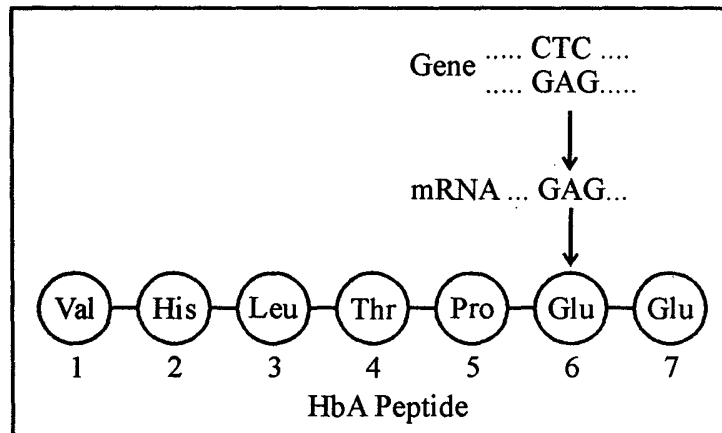 ..... CTC ....
Gene
..... GAG.....
mRNA ... GAG...
Val His Leu Thr Pro Glu Glu
1 2 3 4 5 6 7
HbA Peptide